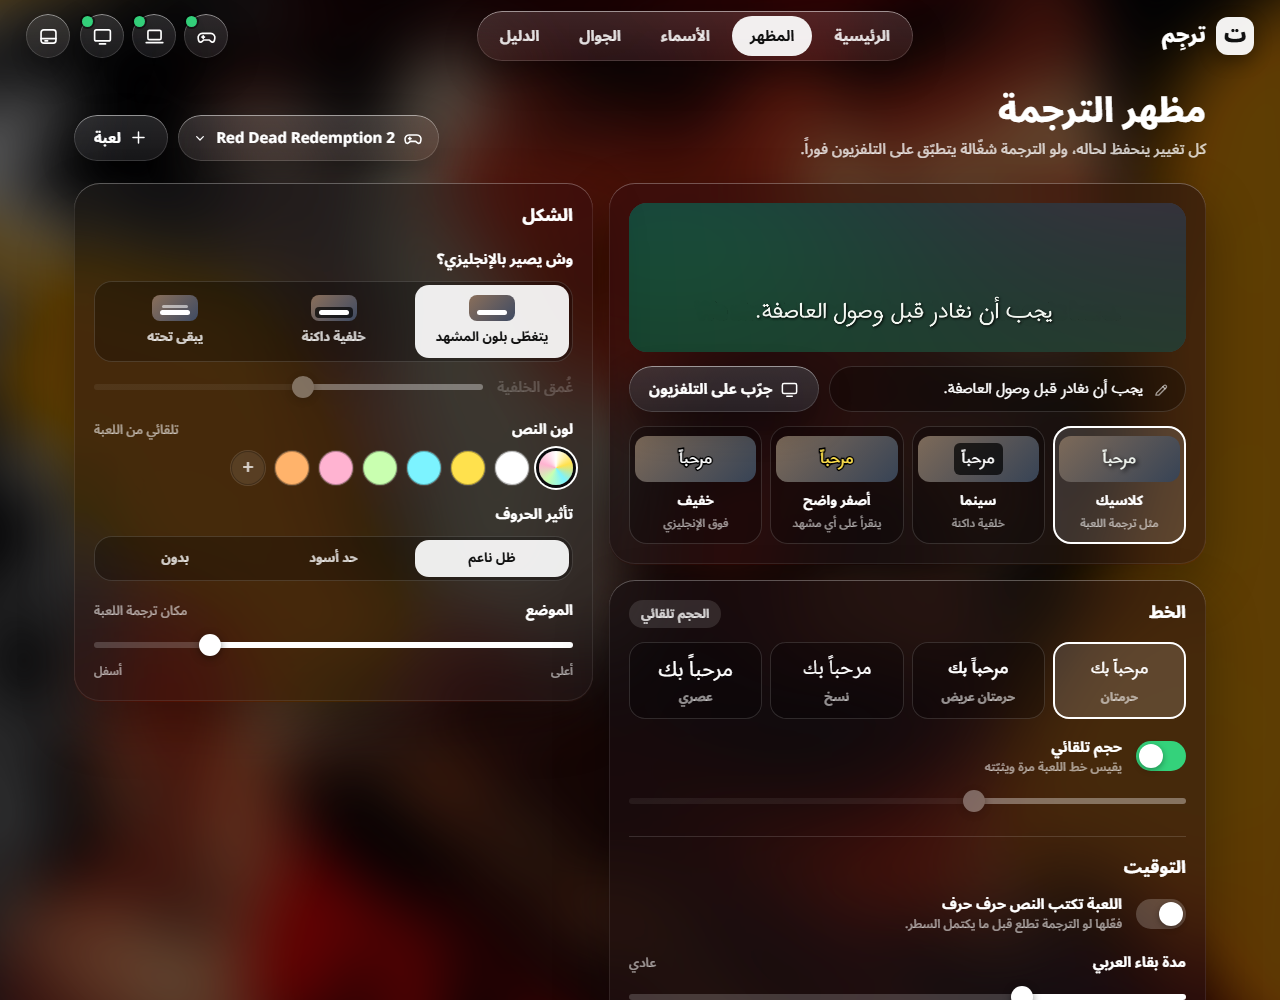 ت ترجِم
الرئيسية
المظهر
الأسماء
الجوال
الدليل
مظهر الترجمة
كل تغيير ينحفظ لحاله، ولو الترجمة شغّالة يتطبّق على التلفزيون فوراً.
Red Dead Redemption 2
لعبة
يجب أن نغادر قبل وصول العاصفة.
يجب أن نغادر قبل وصول العاصفة.
جرّب على التلفزيون
مرحباً
كلاسيك
مثل ترجمة اللعبة
مرحباً
سينما
خلفية داكنة
مرحباً
أصفر واضح
ينقرأ على أي مشهد
مرحباً
خفيف
فوق الإنجليزي
الخط
الحجم تلقائي
مرحباً بك
حرمتان
مرحباً بك
حرمتان عريض
مرحباً بك
نسخ
مرحباً بك
عصري
حجم تلقائي
يقيس خط اللعبة مرة ويثبّته
التوقيت
اللعبة تكتب النص حرف حرف
فعّلها لو الترجمة تطلع قبل ما يكتمل السطر.
مدة بقاء العربي
عادي
الشكل
وش يصير بالإنجليزي؟
يتغطّى بلون المشهد
خلفية داكنة
يبقى تحته
غُمق الخلفية
لون النص
تلقائي من اللعبة
+
تأثير الحروف
ظل ناعم
حد أسود
بدون
الموضع
مكان ترجمة اللعبة
أعلى
أسفل